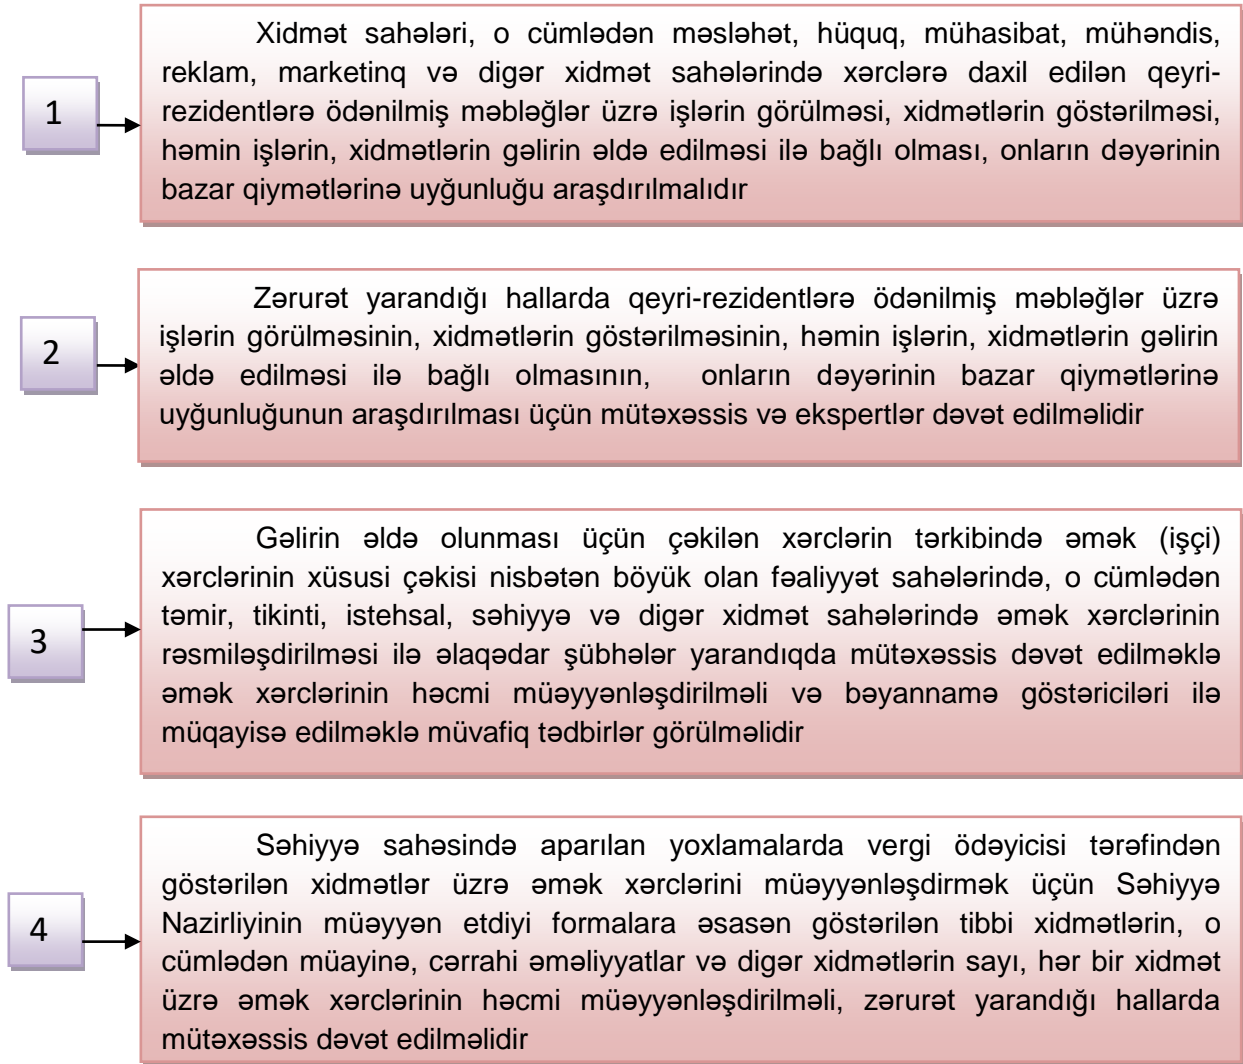 Xidmət sahələri, o cümlədən məsləhət, hüquq, mühasibat, mühəndis,
reklam, marketinq və digər xidmət sahələrində xərclərə daxil edilən qeyri-
1
rezidentlərə ödənilmiş məbləğlər üzrə işlərin görülməsi, xidmətlərin göstərilməsi,
həmin işlərin, xidmətlərin gəlirin əldə edilməsi ilə bağlı olması, onların dəyərinin
bazar qiymətlərinə uyğunluğu araşdırılmalıdır
Zərurət yarandığı hallarda qeyri-rezidentlərə ödənilmiş məbləğlər üzrə
işlərin görülməsinin, xidmətlərin göstərilməsinin, həmin işlərin, xidmətlərin gəlirin
2
əldə edilməsi ilə bağlı olmasının, onların dəyərinin bazar qiymətlərinə
uyğunluğunun araşdırılması üçün mütəxəssis və ekspertlər dəvət edilməlidir
Gəlirin əldə olunması üçün çəkilən xərclərin tərkibində əmək (işçi)
xərclərinin xüsusi çəkisi nisbətən böyük olan fəaliyyət sahələrində, o cümlədən
təmir, tikinti, istehsal, səhiyyə və digər xidmət sahələrində əmək xərclərinin
3
rəsmiləşdirilməsi ilə əlaqədar şübhələr yarandıqda mütəxəssis dəvət edilməklə
əmək xərclərinin həcmi müəyyənləşdirilməli və bəyannamə göstəriciləri ilə
müqayisə edilməklə müvafiq tədbirlər görülməlidir
Səhiyyə sahəsində aparılan yoxlamalarda vergi ödəyicisi tərəfindən
göstərilən xidmətlər üzrə əmək xərclərini müəyyənləşdirmək üçün Səhiyyə
4
Nazirliyinin müəyyən etdiyi formalara əsasən göstərilən tibbi xidmətlərin, o
cümlədən müayinə, cərrahi əməliyyatlar və digər xidmətlərin sayı, hər bir xidmət
üzrə əmək xərclərinin həcmi müəyyənləşdirilməli, zərurət yarandığı hallarda
mütəxəssis dəvət edilməlidir